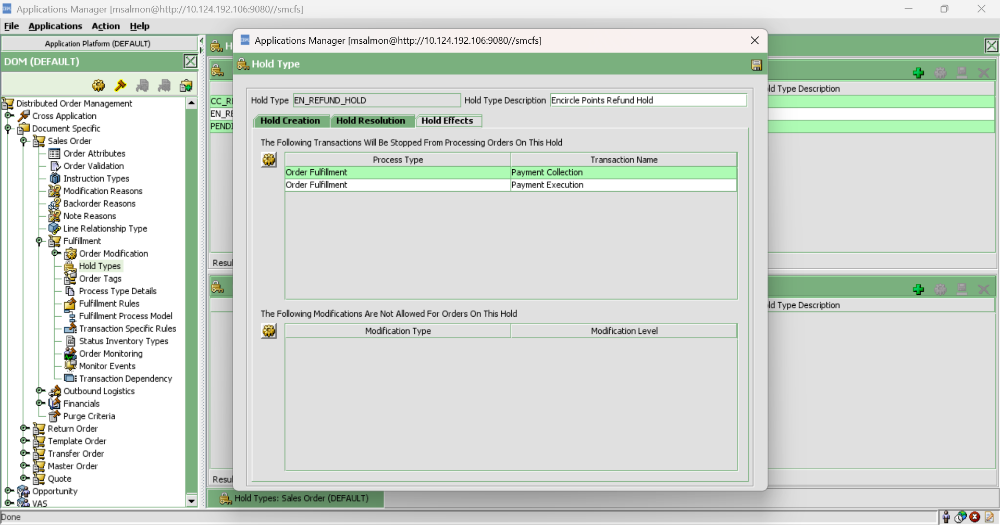 Applications Manager [msalmon@http://10.124.192.106:9080//smcfs]
File Applications Action Help
Application Platform (DEFAULT)
DOM (DEFAULT)
Distributed Order Management
Cross Application
Document Specific
Sales Order
Order Attributes
Order Validation
Instruction Types
Modification Reasons
Backorder Reasons
Note Reasons
Line Relationship Type
Fulfillment
Order Modification
Hold Types
Order Tags
Process Type Details
Fulfillment Rules
Fulfillment Process Model
Transaction Specific Rules
Status Inventory Types
Order Monitoring
Monitor Events
Transaction Dependency
Outbound Logistics
Financials
Purge Criteria
Return Order
Template Order
Transfer Order
Master Order
Quote
Opportunity
VAS
H
CC_R
EN_RE
PENDI
Resul
Resul
Applications Manager [msalmon@http://10.124.192.106:9080//smcfs]
Hold Type
Hold Type EN_REFUND_HOLD Hold Type Description Encircle Points Refund Hold
Hold Creation Hold Resolution Hold Effects
The Following Transactions Will Be Stopped From Processing Orders On This Hold
Process Type Transaction Name
Order Fulfillment Payment Collection
Order Fulfillment Payment Execution
The Following Modifications Are Not Allowed For Orders On This Hold
Modification Type Modification Level
ld Type Description
ld Type Description
Hold Types: Sales Order (DEFAULT)
Done